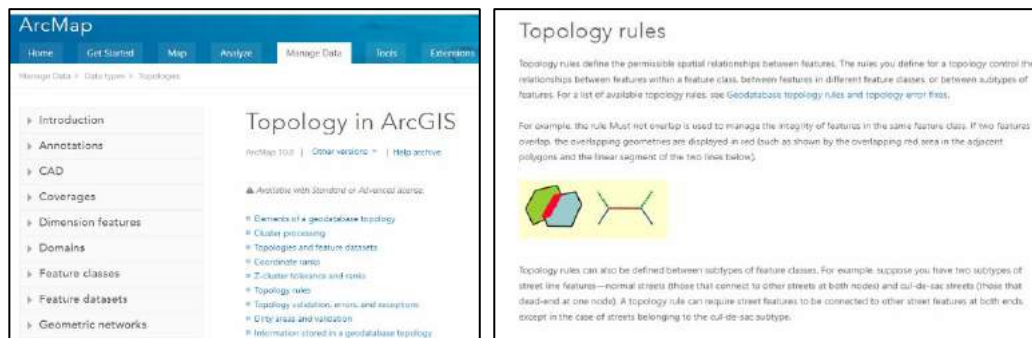 ArcMap
Home Get Started Map Analyze Manage Data Tools Extensions
Manage Data > Data types > Topologies
Introduction
Annotations
CAD
Coverages
Dimension features
Domains
Feature classes
Feature datasets
Geometric networks
Topology in ArcGIS
ArcMap 10.8 | Other versions | Help archive
Available with Standard or Advanced license.
Elements of a geodatabase topology
Cluster processing
Topologies and feature datasets
Coordinate ranks
Z-cluster tolerance and ranks
Topology rules
Topology validation, errors, and exceptions
Dirty areas and validation
Information stored in a geodatabase topology
Topology rules
Topology rules define the permissible spatial relationships between features. The rules you define for a topology control the
relationships between features within a feature class, between features in different feature classes, or between subtypes of
features. For a list of available topology rules, see Geodatabase topology rules and topology error fixes.
For example, the rule Must not overlap is used to manage the integrity of features in the same feature class. If two features
overlap, the overlapping geometries are displayed in red (such as shown by the overlapping red area in the adjacent
polygons and the linear segment of the two lines below).
Topology rules can also be defined between subtypes of feature classes. For example, suppose you have two subtypes of
street line features—normal streets (those that connect to other streets at both nodes) and cul-de-sac streets (those that
dead-end at one node). A topology rule can require street features to be connected to other street features at both ends,
except in the case of streets belonging to the cul-de-sac subtype.